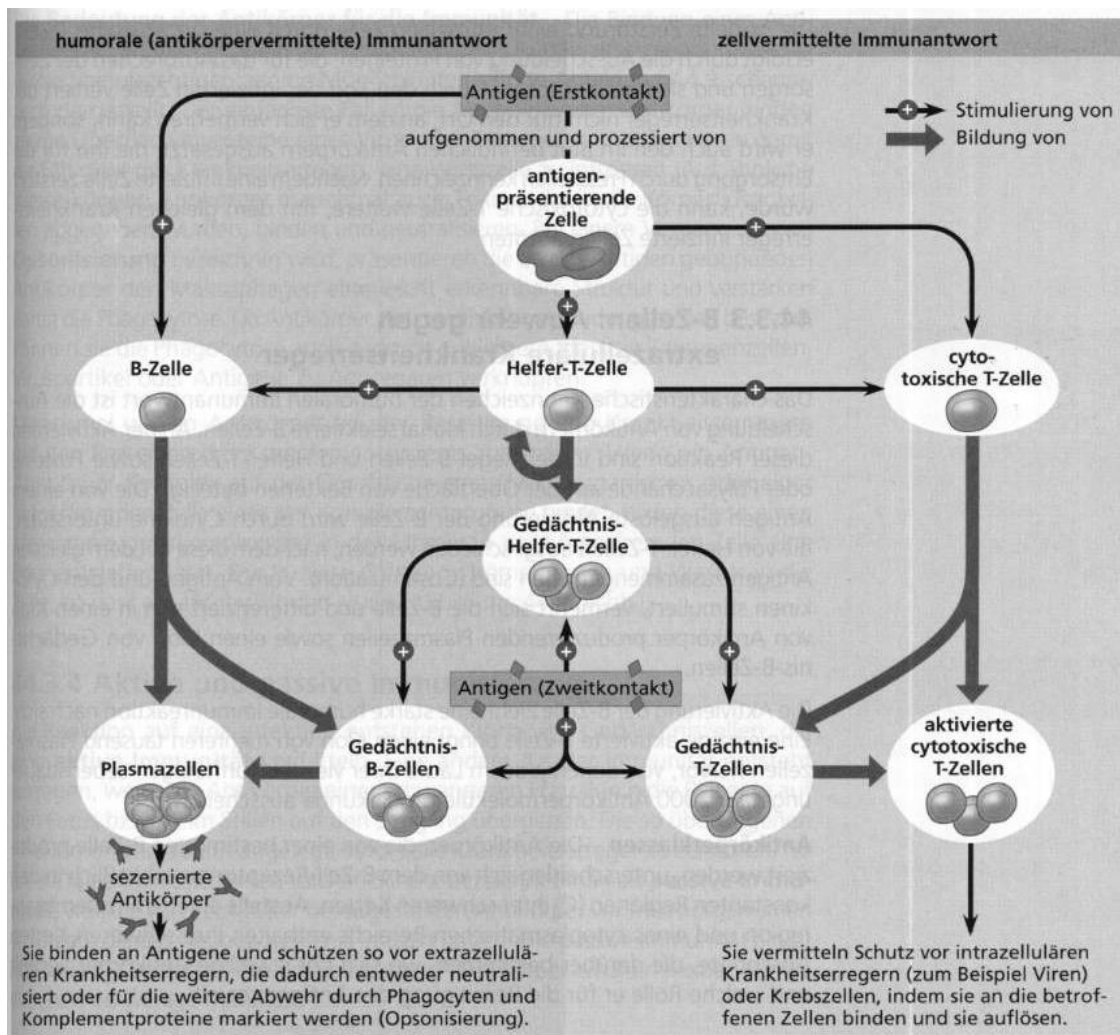 humorale (antikörpervermittelte) Immunantwort
zellvermittelte Immunantwort
Antigen (Erstkontakt)
aufgenommen und prozessiert von
Stimulierung von
Bildung von
antigen-
präsentierende
Zelle
B-Zelle
Helfer-T-Zelle
cyto-
toxische T-Zelle
Gedächtnis-
Helfer-T-Zelle
Antigen (Zweitkontakt)
Plasmazellen
Gedächtnis-
B-Zellen
Gedächtnis-
T-Zellen
aktivierte
cytotoxische
T-Zellen
sezernierte
Antikörper
Sie binden an Antigene und schützen so vor extrazellulä-
ren Krankheitserregern, die dadurch entweder neutrali-
siert oder für die weitere Abwehr durch Phagocyten und
Komplementproteine markiert werden (Opsonisierung).
Sie vermitteln Schutz vor intrazellulären
Krankheitserregern (zum Beispiel Viren)
oder Krebszellen, indem sie an die betrof-
fenen Zellen binden und sie auflösen.